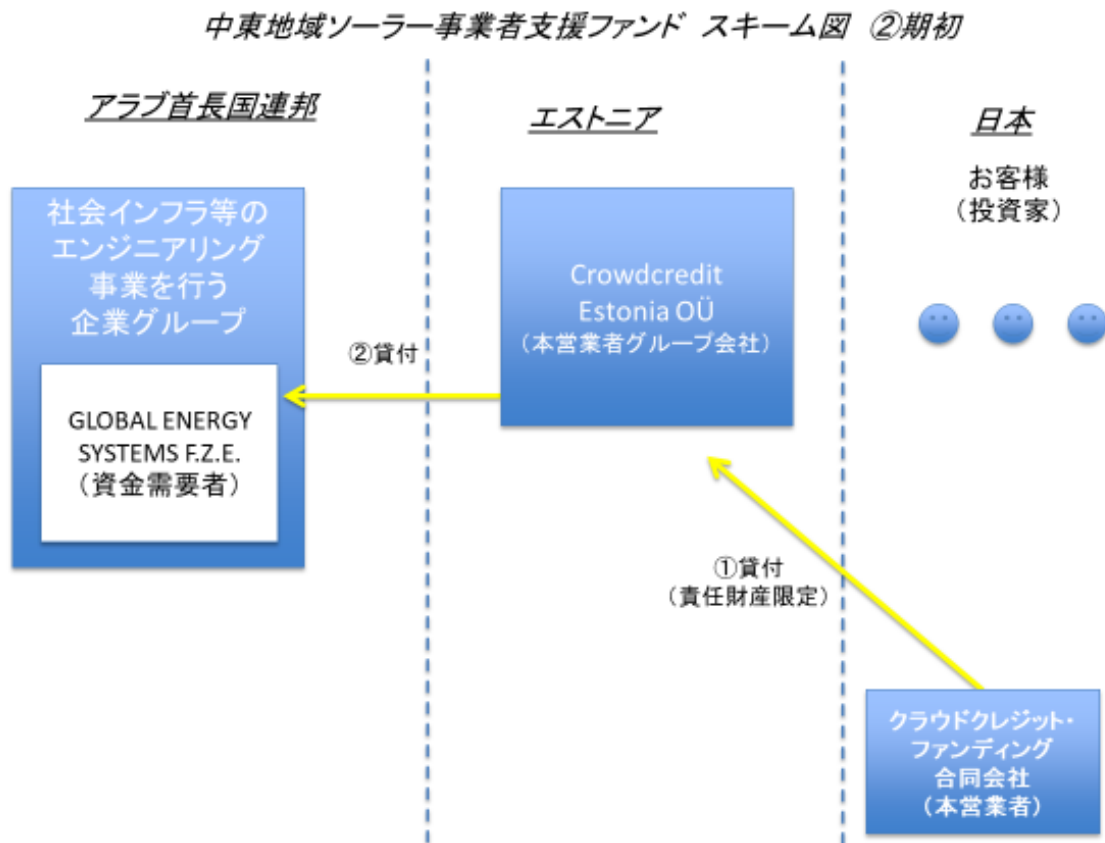 中東地域ソーラー事業者支援ファンド スキーム図 ②期初
アラブ首長国連邦
社会インフラ等の
エンジニアリング
事業を行う
企業グループ
GLOBAL ENERGY
SYSTEMS F.Z.E.
（資金需要者）
②貸付
エストニア
Crowdcredit
Estonia OÜ
（本営業者グループ会社）
①貸付
（責任財産限定）
日本
お客様
（投資家）
クラウドクレジット・
ファンディング
合同会社
（本営業者）